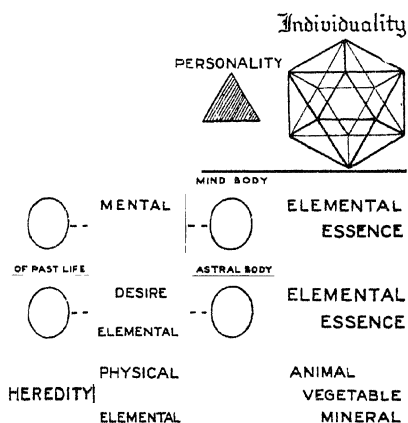 Individuality
PERSONALITY
MIND BODY
MENTAL
ELEMENTAL
ESSENCE
OF PAST LIFE
ASTRAL BODY
DESIRE
ELEMENTAL
ELEMENTAL
ESSENCE
PHYSICAL
ANIMAL
HEREDITY
VEGETABLE
ELEMENTAL
MINERAL